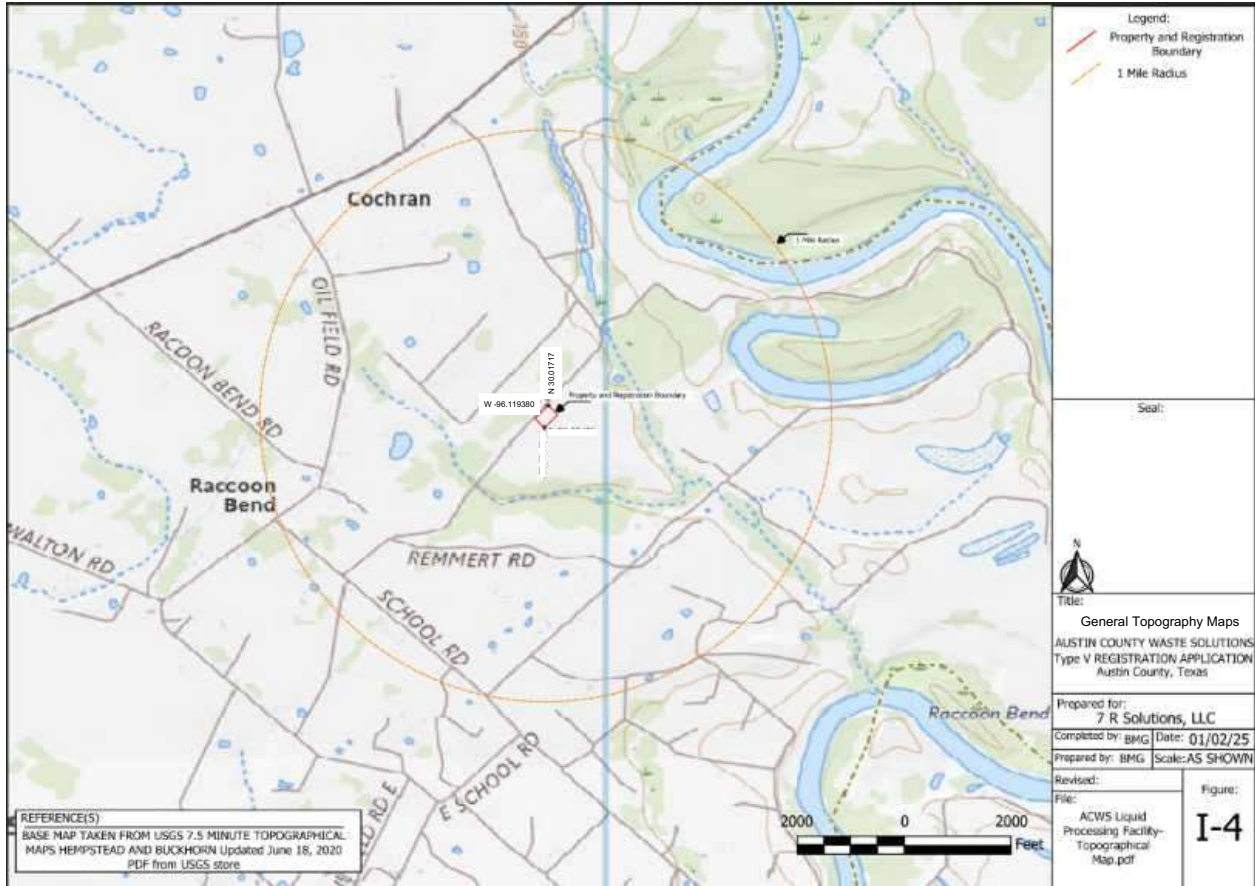 Cochran
OIL FIELD RD
RACOON BEND RD
1 Mile Radius
N 30.01717
W -96.119380
Property and Registration Boundary
Raccoon
Bend
WALTON RD
REMMERT RD
SCHOOL RD
E SCHOOL RD
RD E
Raccoon Bend
REFERENCE(S)
BASE MAP TAKEN FROM USGS 7.5 MINUTE TOPOGRAPHICAL
MAPS HEMPSTEAD AND BUCKHORN Updated June 18, 2020
PDF from USGS store
2000 0 2000
Feet
Legend:
Property and Registration
Boundary
1 Mile Radius
Seal:
N
Title:
General Topography Maps
AUSTIN COUNTY WASTE SOLUTIONS
Type V REGISTRATION APPLICATION
Austin County, Texas
Prepared for:
7 R Solutions, LLC
Completed by: BMG Date: 01/02/25
Prepared by: BMG Scale:AS SHOWN
Revised:
File:
ACWS Liquid
Processing Facility-
Topographical
Map.pdf
Figure:
I-4